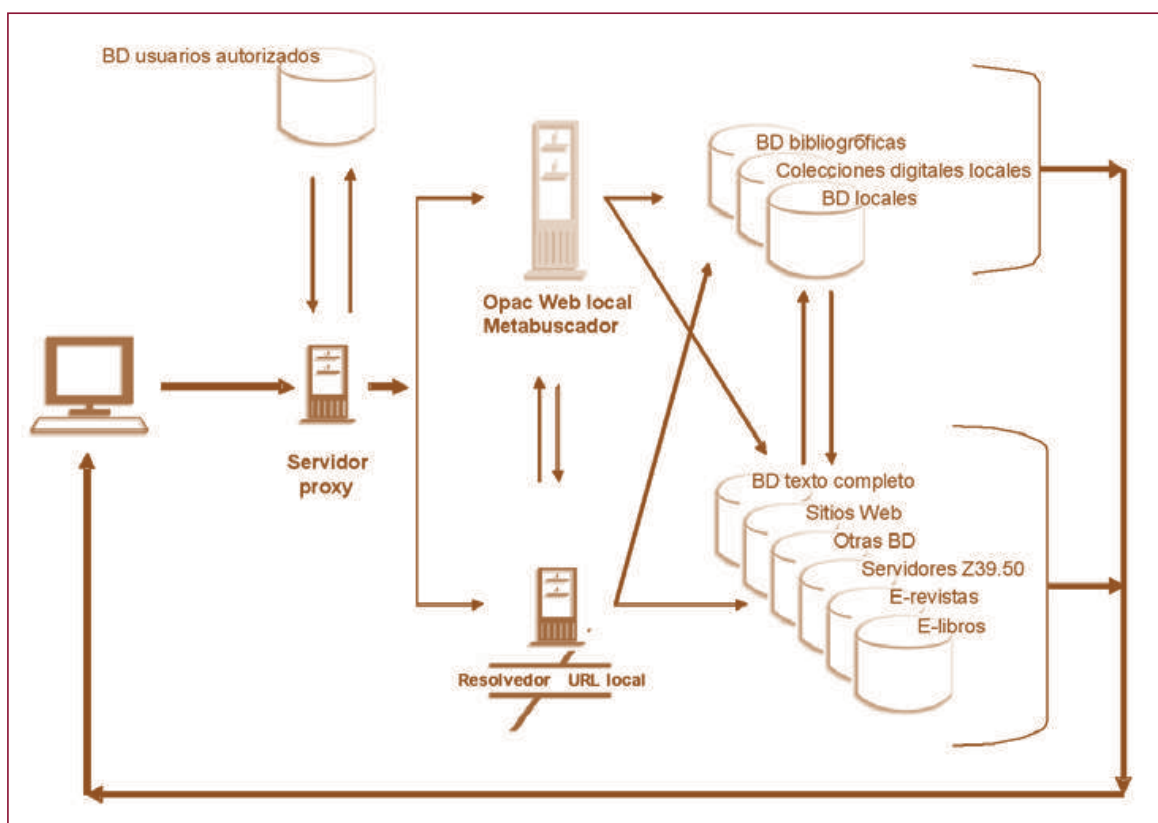 BD usuarios autorizados
BD bibliogróficas
Colecciones digitales locales
BD locales
Opac Web local
Metabuscador
Servidor
proxy
BD texto completo
Sitios Web
Otras BD
Servidores Z39.50
E-revistas
E-libros
Resolvedor URL local